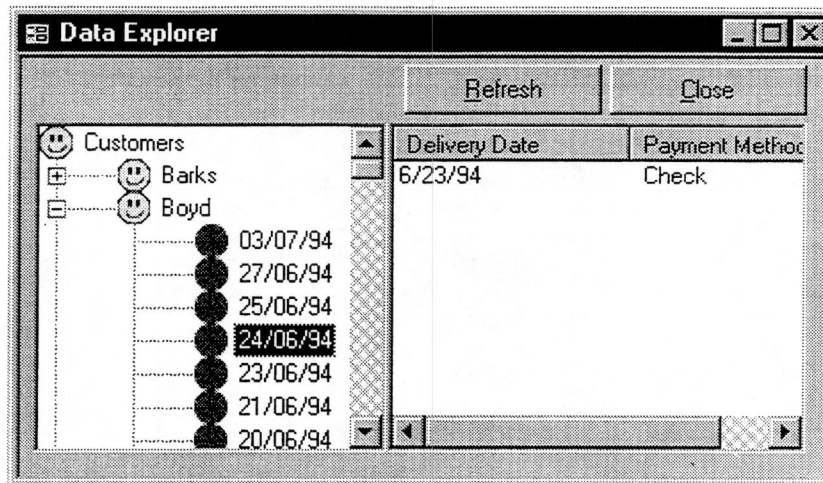 Data Explorer
Refresh Close
Customers
Barks
Boyd
03/07/94
27/06/94
25/06/94
24/06/94
23/06/94
21/06/94
20/06/94
Delivery Date Payment Method
6/23/94 Check